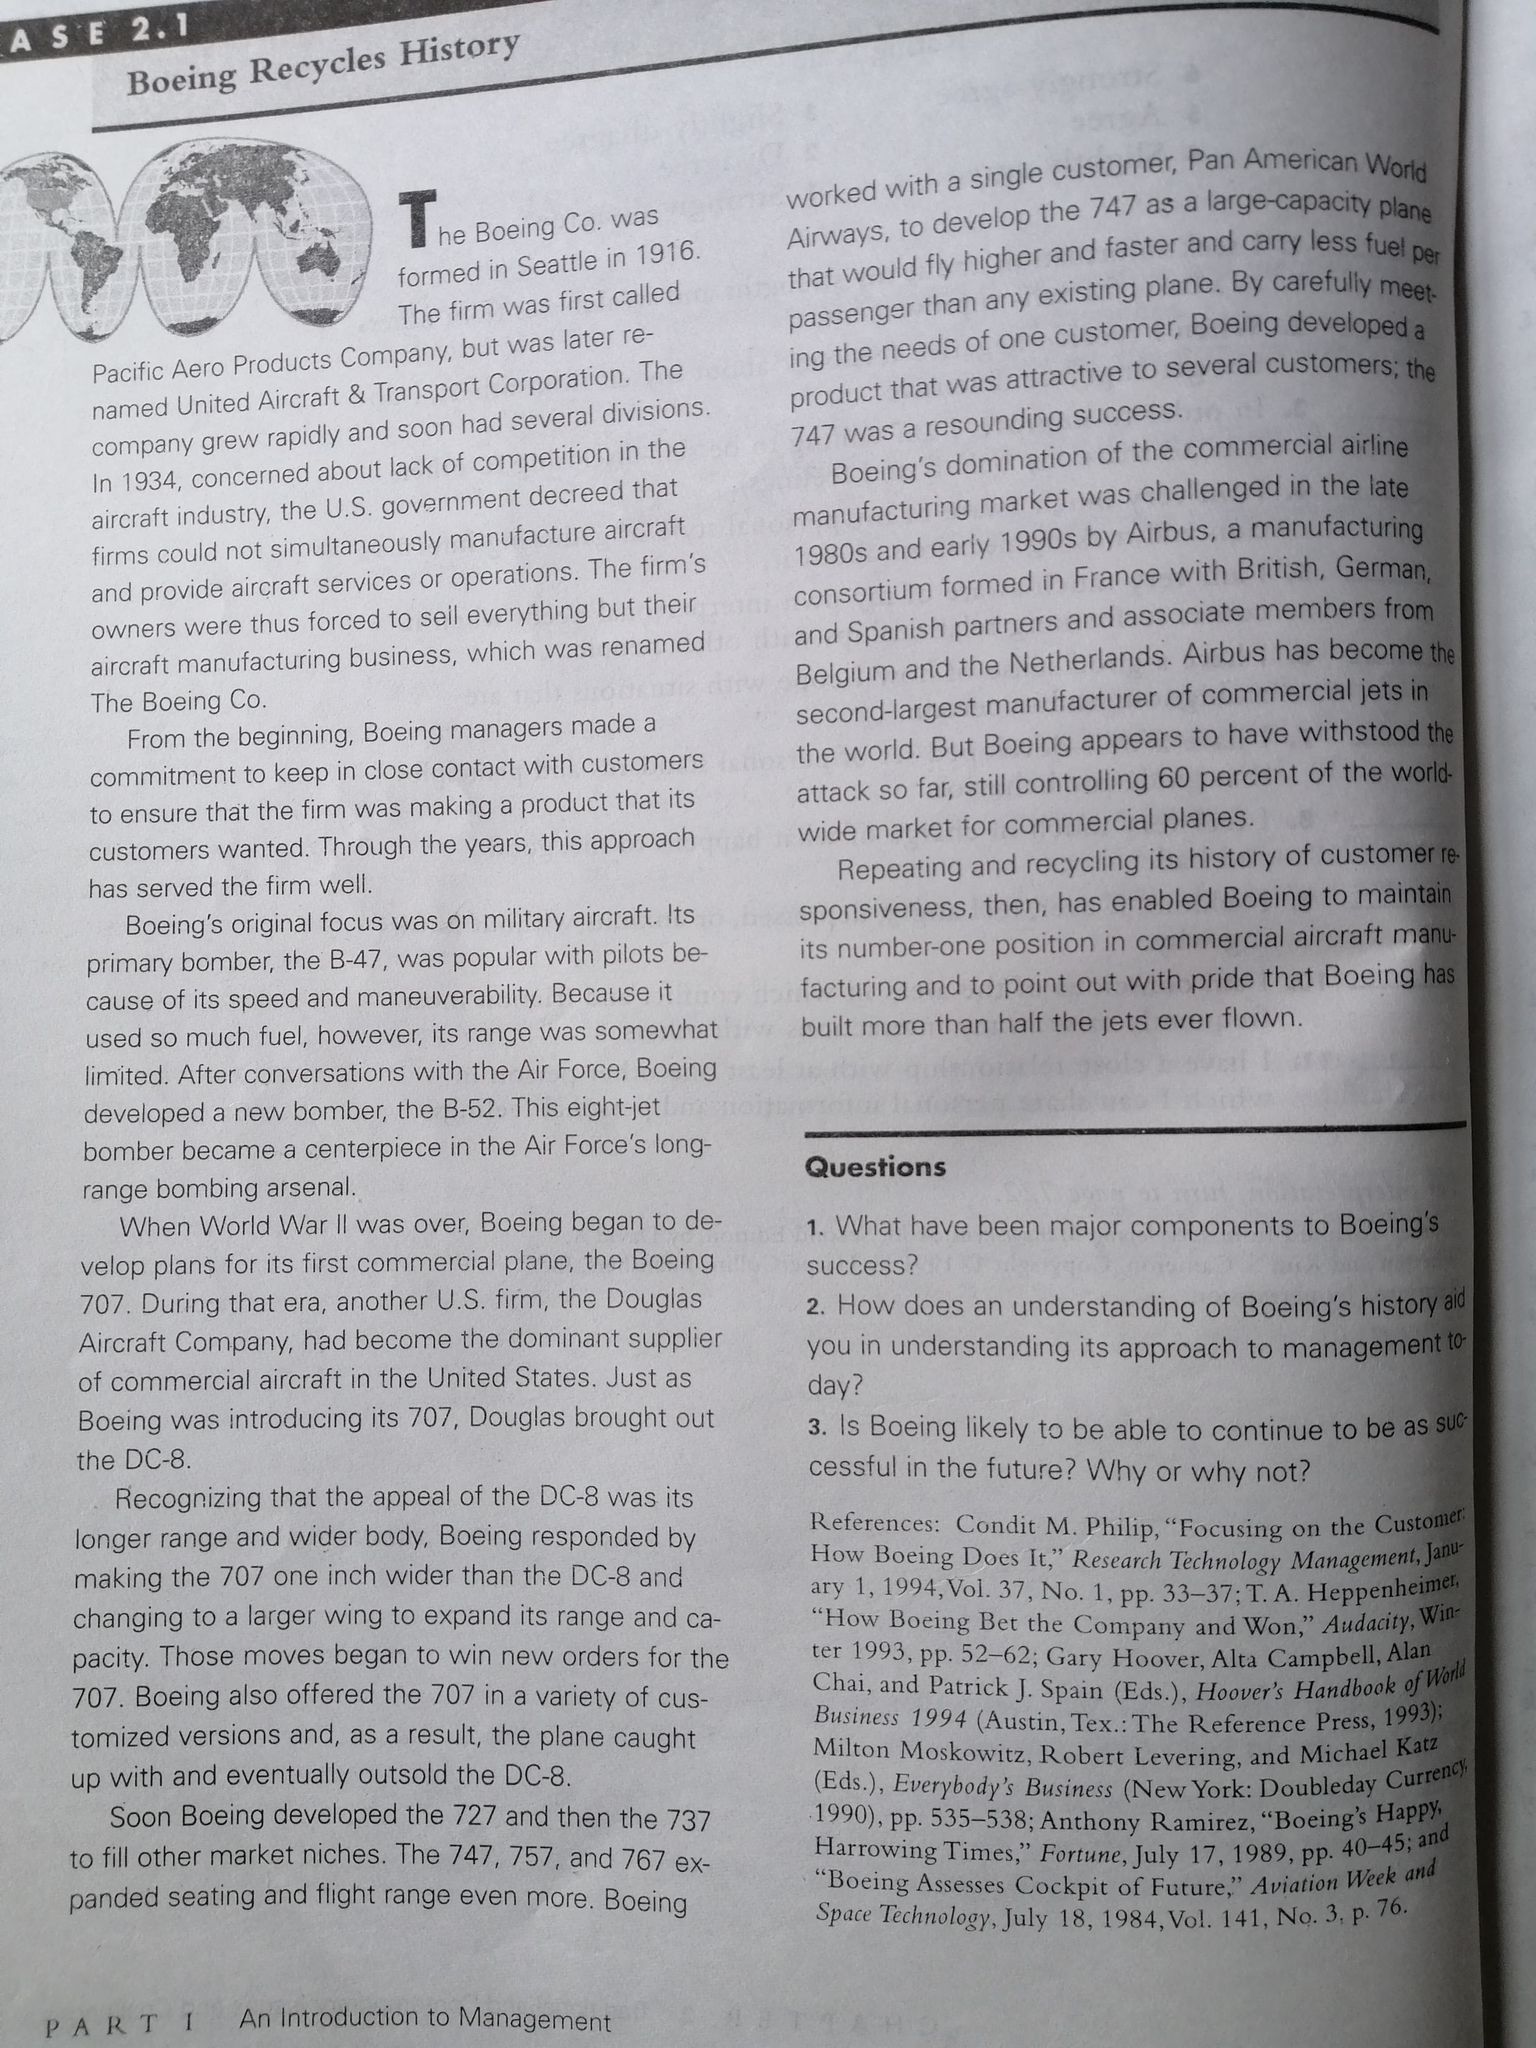 ASE 2.1
Boeing Recycles History
The Boeing Co. was
formed in Seattle in 1916.
The firm was first called
Pacific Aero Products Company, but was later re-
named United Aircraft & Transport Corporation. The
company grew rapidly and soon had several divisions.
In 1934, concerned about lack of competition in the
aircraft industry, the U.S. government decreed that
firms could not simultaneously manufacture aircraft
and provide aircraft services or operations. The firm's
owners were thus forced to sell everything but their
aircraft manufacturing business, which was renamed
The Boeing Co.
From the beginning, Boeing managers made a
commitment to keep in close contact with customers
to ensure that the firm was making a product that its
customers wanted. Through the years, this approach
has served the firm well.
Boeing's original focus was on military aircraft. Its
primary bomber, the B-47, was popular with pilots be-
cause of its speed and maneuverability. Because it
used so much fuel, however, its range was somewhat
limited. After conversations with the Air Force, Boeing
developed a new bomber, the B-52. This eight-jet
bomber became a centerpiece in the Air Force's long-
range bombing arsenal.
When World War II was over, Boeing began to de-
velop plans for its first commercial plane, the Boeing
707. During that era, another U.S. firm, the Douglas
Aircraft Company, had become the dominant supplier
of commercial aircraft in the United States. Just as
Boeing was introducing its 707, Douglas brought out
the DC-8.
Recognizing that the appeal of the DC-8 was its
longer range and wider body, Boeing responded by
making the 707 one inch wider than the DC-8 and
changing to a larger wing to expand its range and ca-
pacity. Those moves began to win new orders for the
707. Boeing also offered the 707 in a variety of cus-
tomized versions and, as a result, the plane caught
up with and eventually outsold the DC-8.
Soon Boeing developed the 727 and then the 737
to fill other market niches. The 747, 757, and 767 ex-
panded seating and flight range even more. Boeing
worked with a single customer, Pan American World
Airways, to develop the 747 as a large-capacity plane
that would fly higher and faster and carry less fuel per
passenger than any existing plane. By carefully meet-
ing the needs of one customer, Boeing developed a
product that was attractive to several customers; the
747 was a resounding success.
Boeing's domination of the commercial airline
manufacturing market was challenged in the late
1980s and early 1990s by Airbus, a manufacturing
consortium formed in France with British, German,
and Spanish partners and associate members from
Belgium and the Netherlands. Airbus has become the
second-largest manufacturer of commercial jets in
the world. But Boeing appears to have withstood the
attack so far, still controlling 60 percent of the world-
wide market for commercial planes.
Repeating and recycling its history of customer re-
sponsiveness, then, has enabled Boeing to maintain
its number-one position in commercial aircraft manu-
facturing and to point out with pride that Boeing has
built more than half the jets ever flown.
Questions
1. What have been major components to Boeing's
success?
2. How does an understanding of Boeing's history aid
you in understanding its approach to management to-
day?
3. Is Boeing likely to be able to continue to be as suc-
cessful in the future? Why or why not?
References: Condit M. Philip, "Focusing on the Customer:
How Boeing Does It," Research Technology Management, Janu-
ary 1, 1994, Vol. 37, No. 1, pp. 33–37; T. A. Heppenheimer,
"How Boeing Bet the Company and Won," Audacity, Win-
ter 1993, pp. 52–62; Gary Hoover, Alta Campbell, Alan
Chai, and Patrick J. Spain (Eds.), Hoover's Handbook of World
Business 1994 (Austin, Tex.: The Reference Press, 1993);
Milton Moskowitz, Robert Levering, and Michael Katz
(Eds.), Everybody's Business (New York: Doubleday Currency,
1990), pp. 535–538; Anthony Ramirez, "Boeing's Happy,
Harrowing Times," Fortune, July 17, 1989, pp. 40–45; and
"Boeing Assesses Cockpit of Future," Aviation Week and
Space Technology, July 18, 1984, Vol. 141, No. 3, p. 76.
PART I An Introduction to Management